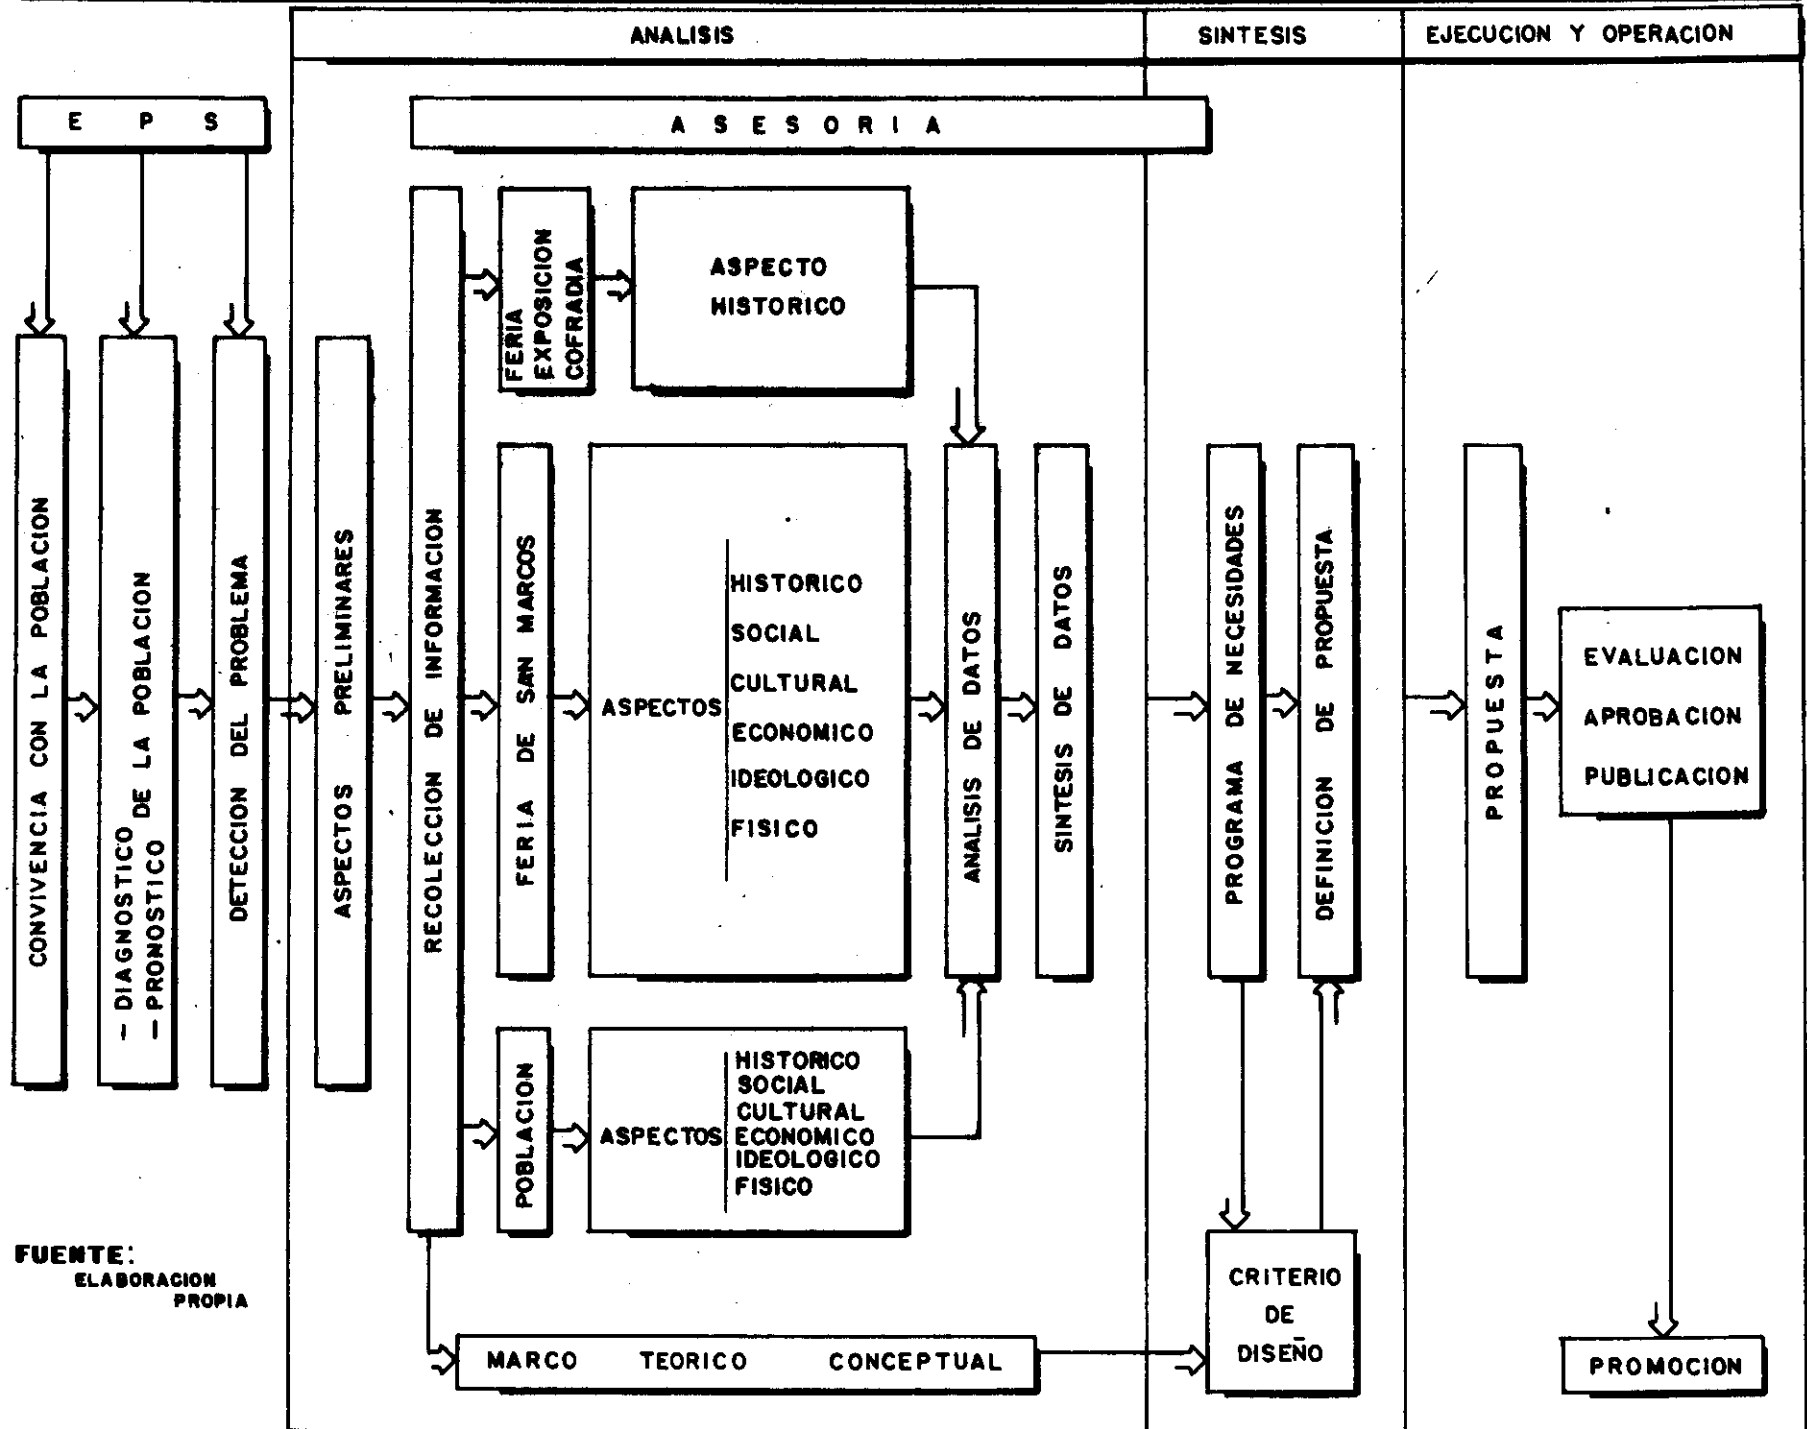 ANALISIS
SINTESIS
EJECUCION Y OPERACION
E P S
ASESORIA
CONVIVENCIA CON LA POBLACION
— DIAGNOSTICO
— PRONOSTICO
DE LA POBLACION
DETECCION DEL PROBLEMA
ASPECTOS PRELIMINARES
RECOLECCION DE INFORMACION
FERIA
EXPOSICION
COFRADIA
ASPECTO
HISTORICO
FERIA DE SAN MARCOS
ASPECTOS
HISTORICO
SOCIAL
CULTURAL
ECONOMICO
IDEOLOGICO
FISICO
POBLACION
ASPECTOS
HISTORICO
SOCIAL
CULTURAL
ECONOMICO
IDEOLOGICO
FISICO
ANALISIS DE DATOS
SINTESIS DE DATOS
PROGRAMA DE NECESIDADES
DEFINICION DE PROPUESTA
PROPUESTA
EVALUACION
APROBACION
PUBLICACION
MARCO TEORICO CONCEPTUAL
CRITERIO
DE
DISEÑO
PROMOCION
FUENTE:
ELABORACION
PROPIA